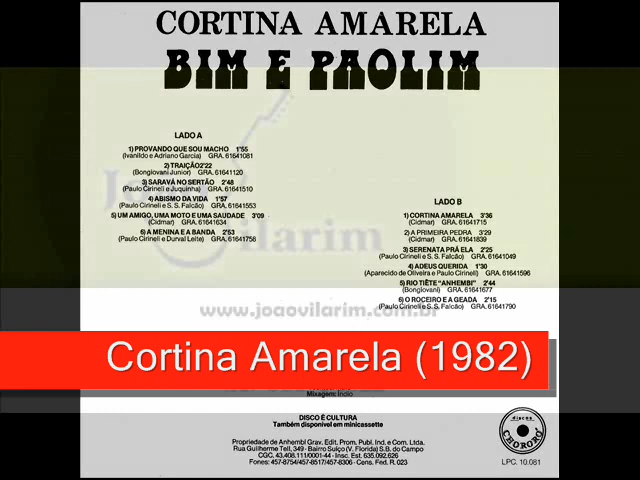 CORTINA AMARELA
BIM E PAOLIM
LADO A
1) PROVANDO QUE SOU MACHO 1'55
(Ivanildo e Adriano Garcia) GRA. 61641081
2) TRAIÇÃO 2'22
(Bongiovani Junior) GRA. 61641120
3) SARAVÁ NO SERTÃO 2'48
(Paulo Cirineli e Juquinha) GRA. 61641510
4) ABISMO DA VIDA 1'57
(Paulo Cirineli e S. S. Falcão) GRA. 61641553
5) UM AMIGO, UMA MOTO E UMA SAUDADE 3'09
(Cidmar) GRA. 61641634
6) A MENINA E A BANDA 2'53
(Paulo Cirineli e Durval Leite) GRA. 61641758
LADO B
1) CORTINA AMARELA 3'36
(Cidmar) GRA. 61641715
2) A PRIMEIRA PEDRA 3'29
(Cidmar) GRA. 61641839
3) SERENATA PRÁ ELA 2'25
(Paulo Cirineli e S. S. Falcão) GRA. 61641049
4) ADEUS QUERIDA 1'30
(Aparecido de Oliveira e Paulo Cirineli) GRA. 61641596
5) RIO TIÊTE "ANHEMBI" 2'44
(Bongiovani) GRA. 61641677
6) O ROCEIRO E A GEADA 2'15
(Paulo Cirineli e S. S. Falcão) GRA. 61641790
João
Vilarim
www.joaovilarim.com.br
Cortina Amarela (1982)
Mixagem: Índio
DISCO É CULTURA
Também disponível em minicassette
Propriedade de Anhembi Grav. Edit. Prom. Publ. Ind. e Com. Ltda.
Rua Guilherme Tell, 349 - Bairro Suíço (V. Florida) S.B. do Campo
CGC. 43.408.111/0001-44 - Insc. Est. 635.092.626
Fones: 457-8754/457-8517/457-8306 - Cens. Fed. R. 023
discos
CHORORÓ
LPC. 10.081